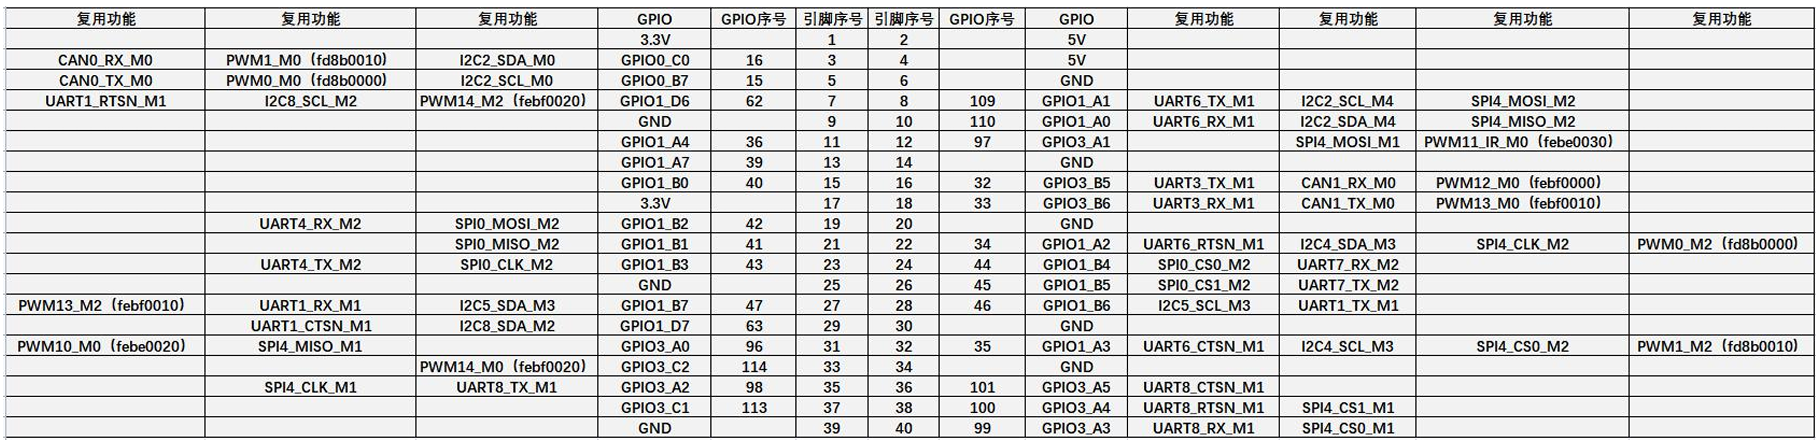 复用功能 复用功能 复用功能 GPIO GPIO序号 引脚序号 引脚序号 GPIO序号 GPIO 复用功能 复用功能 复用功能 复用功能
3.3V 1 2 5V
CAN0_RX_M0 PWM1_M0（fd8b0010） I2C2_SDA_M0 GPIO0_C0 16 3 4 5V
CAN0_TX_M0 PWM0_M0（fd8b0000） I2C2_SCL_M0 GPIO0_B7 15 5 6 GND
UART1_RTSN_M1 I2C8_SCL_M2 PWM14_M2（febf0020） GPIO1_D6 62 7 8 109 GPIO1_A1 UART6_TX_M1 I2C2_SCL_M4 SPI4_MOSI_M2
GND 9 10 110 GPIO1_A0 UART6_RX_M1 I2C2_SDA_M4 SPI4_MISO_M2
GPIO1_A4 36 11 12 97 GPIO3_A1 SPI4_MOSI_M1 PWM11_IR_M0（febe0030）
GPIO1_A7 39 13 14 GND
GPIO1_B0 40 15 16 32 GPIO3_B5 UART3_TX_M1 CAN1_RX_M0 PWM12_M0（febf0000）
3.3V 17 18 33 GPIO3_B6 UART3_RX_M1 CAN1_TX_M0 PWM13_M0（febf0010）
UART4_RX_M2 SPI0_MOSI_M2 GPIO1_B2 42 19 20 GND
SPI0_MISO_M2 GPIO1_B1 41 21 22 34 GPIO1_A2 UART6_RTSN_M1 I2C4_SDA_M3 SPI4_CLK_M2 PWM0_M2（fd8b0000）
UART4_TX_M2 SPI0_CLK_M2 GPIO1_B3 43 23 24 44 GPIO1_B4 SPI0_CS0_M2 UART7_RX_M2
GND 25 26 45 GPIO1_B5 SPI0_CS1_M2 UART7_TX_M2
PWM13_M2（febf0010） UART1_RX_M1 I2C5_SDA_M3 GPIO1_B7 47 27 28 46 GPIO1_B6 I2C5_SCL_M3 UART1_TX_M1
UART1_CTSN_M1 I2C8_SDA_M2 GPIO1_D7 63 29 30 GND
PWM10_M0（febe0020） SPI4_MISO_M1 GPIO3_A0 96 31 32 35 GPIO1_A3 UART6_CTSN_M1 I2C4_SCL_M3 SPI4_CS0_M2 PWM1_M2（fd8b0010）
PWM14_M0（febf0020） GPIO3_C2 114 33 34 GND
SPI4_CLK_M1 UART8_TX_M1 GPIO3_A2 98 35 36 101 GPIO3_A5 UART8_CTSN_M1
GPIO3_C1 113 37 38 100 GPIO3_A4 UART8_RTSN_M1 SPI4_CS1_M1
GND 39 40 99 GPIO3_A3 UART8_RX_M1 SPI4_CS0_M1